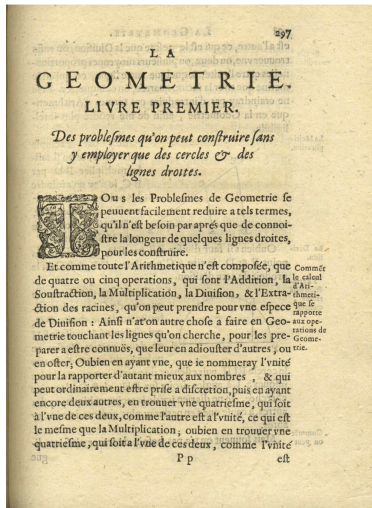 297
LA
GEOMETRIE.
LIVRE PREMIER.
Des problesmes qu'on peut construire sans
y employer que des cercles & des
lignes droites.
TOus les Problesmes de Geometrie se
peuuent facilement reduire a tels termes,
qu'il n'est besoin par aprés que de connoi-
stre la longeur de quelques lignes droites,
pour les construire.
Et comme toute l'Arithmetique n'est composée, que
de quatre ou cinq operations, qui sont l'Addition, la
Soustraction, la Multiplication, la Diuision, & l'Extra-
ction des racines, qu'on peut prendre pour vne espece
de Diuision: Ainsi n'at'on autre chose a faire en Geo-
metrie touchant les lignes qu'on cherche, pour les pre-
parer a estre connuës, que leur en adiouster d'autres, ou
en oster; Oubien en ayant vne, que ie nommeray l'vnité
pour la rapporter d'autant mieux aux nombres, & qui
peut ordinairement estre prise a discretion, puis en ayant
encore deux autres, en trouuer vne quatriesme, qui soit
à l'vne de ces deux, comme l'autre est a l'vnité, ce qui est
le mesme que la Multiplication; oubien en trouuer vne
quatriesme, qui soit a l'vne de ces deux, comme l'vnité
Commẽt
le calcul
d'Ari-
thmeti-
que se
rapporte
aux ope-
rations de
Geome-
trie.
Pp
est